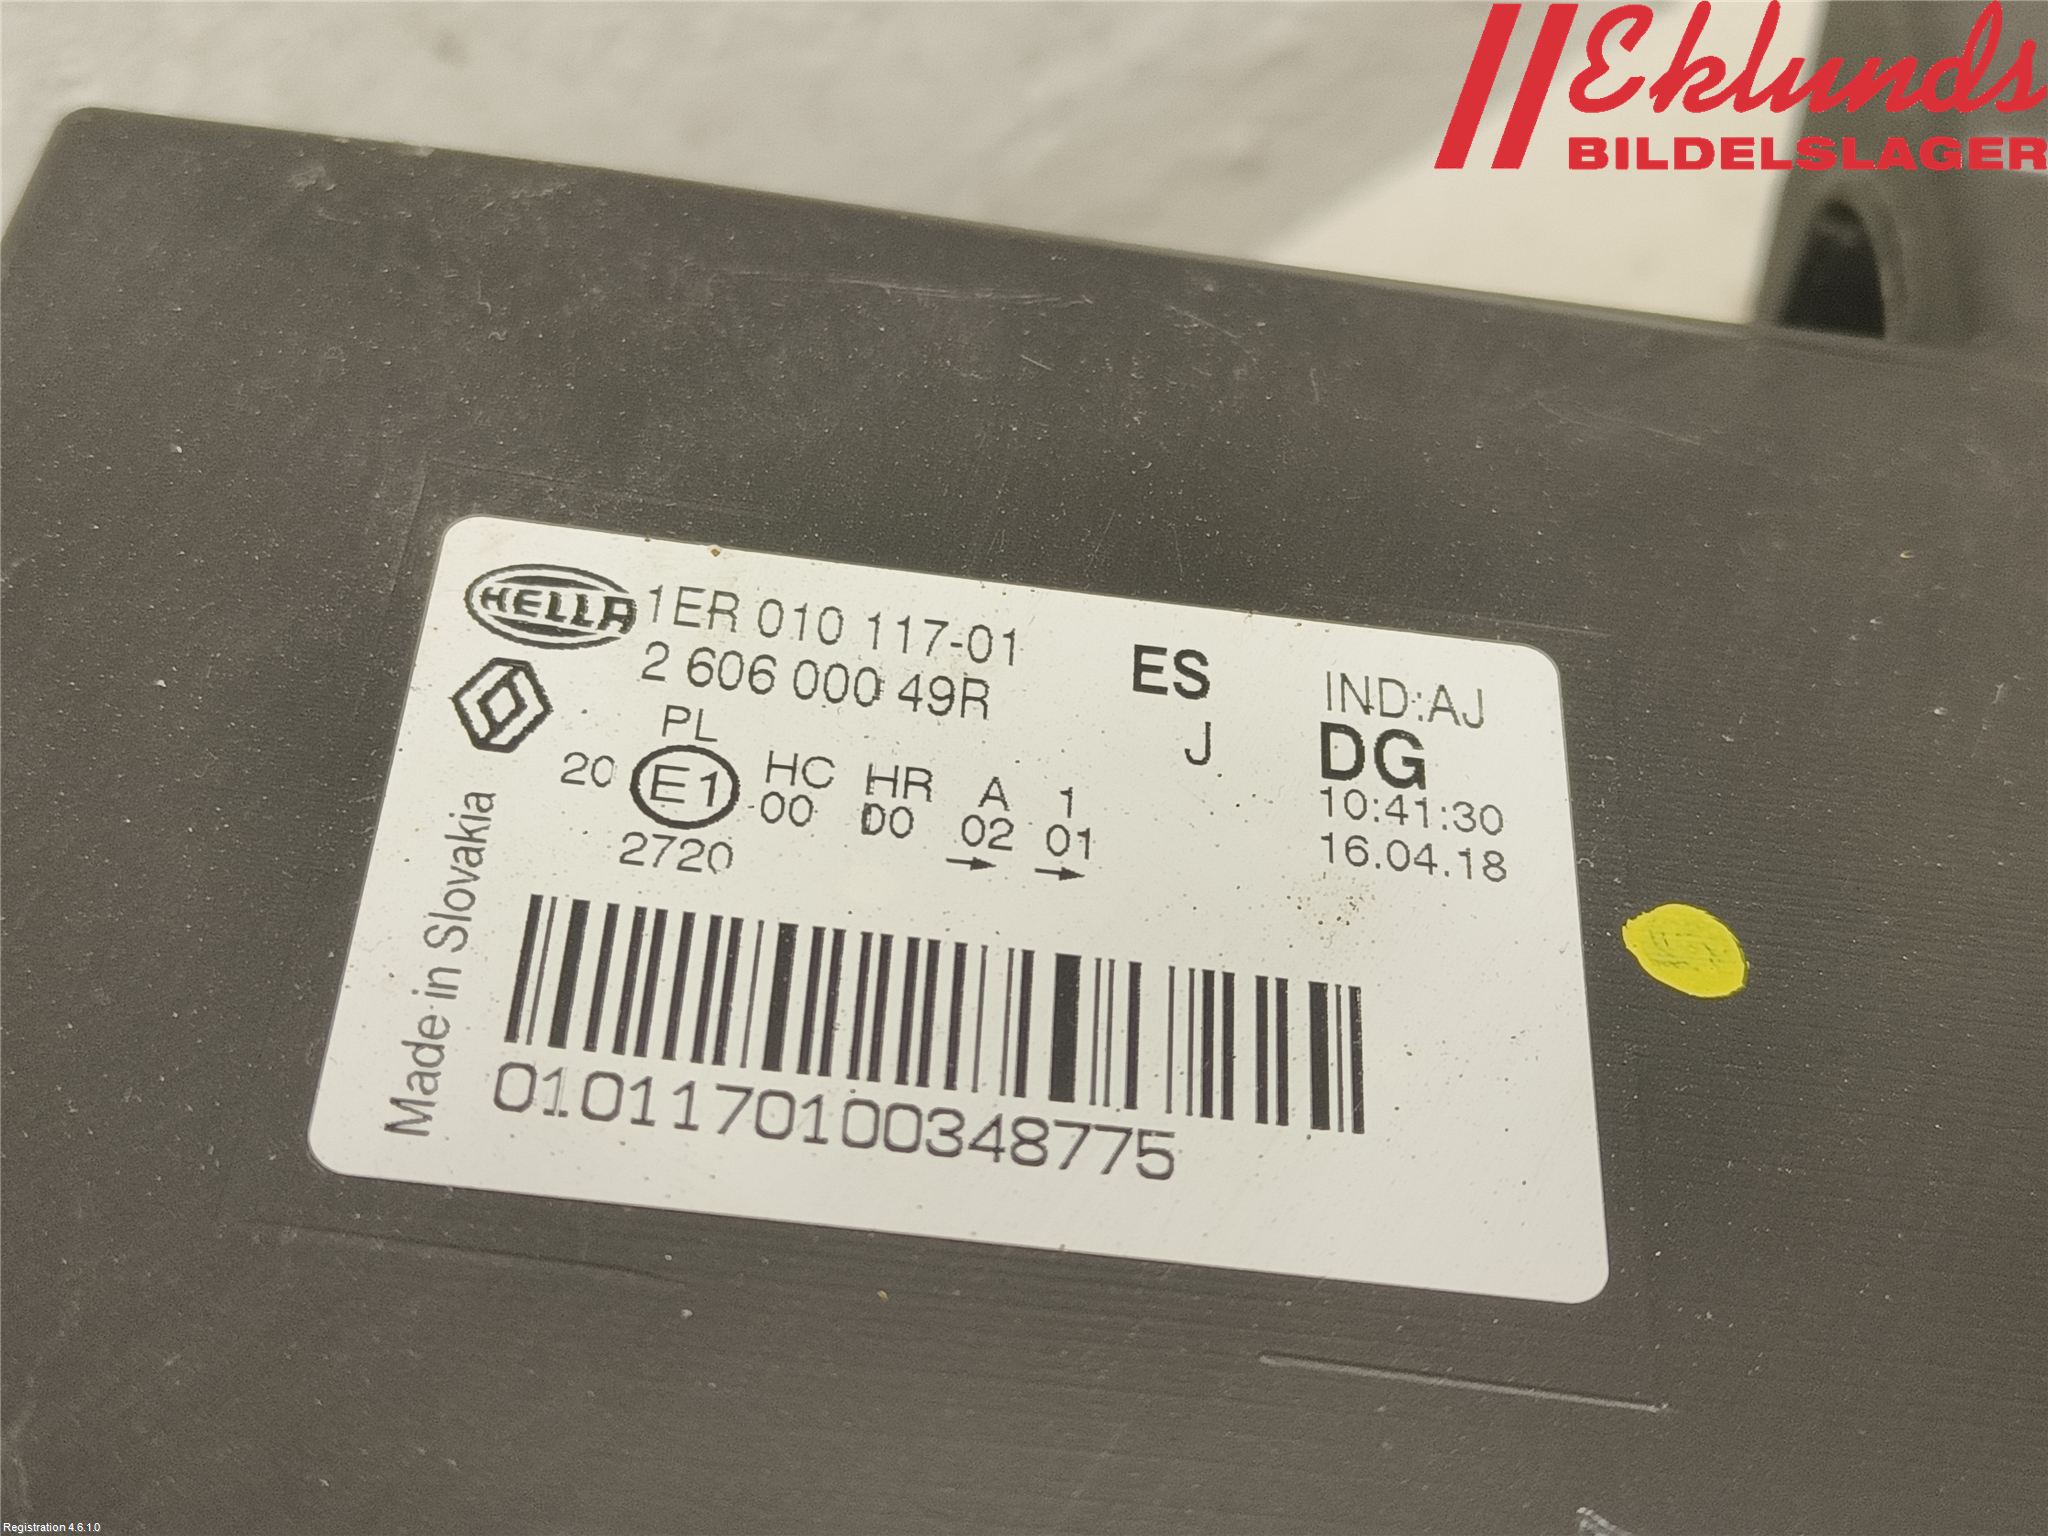 Eklunds
BILDELSLAGER
HELLA 1ER 010 117-01
2 606 000 49R
ES
J
IND:AJ
DG
10:41:30
16.04.18
PL
20 E1 HC HR A 1
00 D0 02 01
→ →
2720
Made in Slovakia
010117010000348775
Registration 4.6.1.0